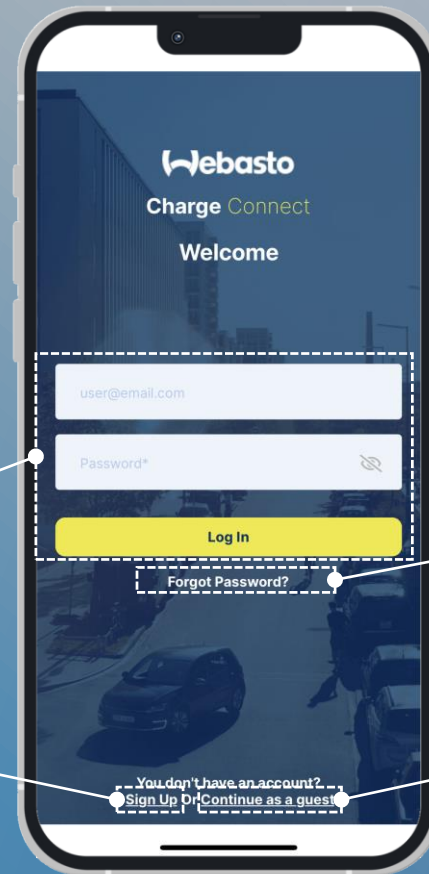 Webasto
Charge Connect
Welcome
user@email.com
Password*
Log In
Forgot Password?
You don't have an account?
Sign Up Or Continue as a guest